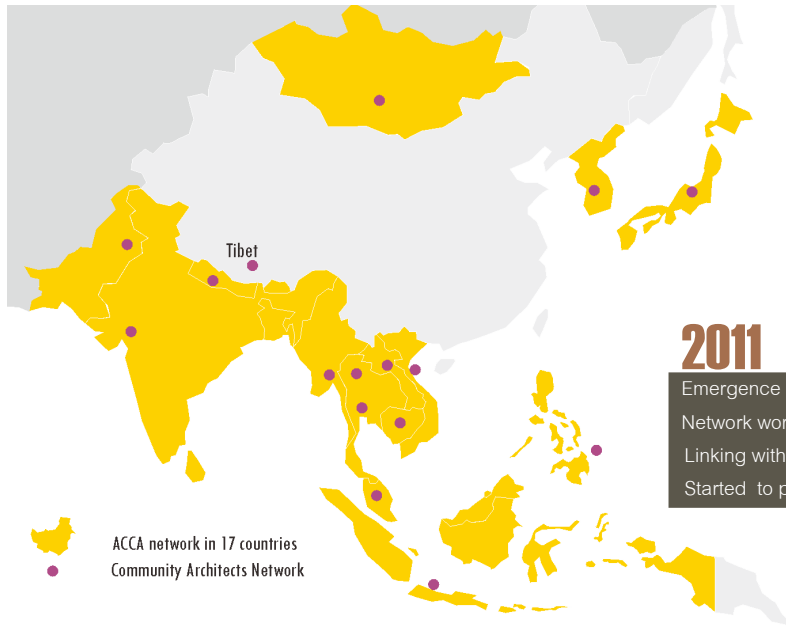 Tibet
2011
Emergence
Network wor
Linking with
Started to p
ACCA network in 17 countries
Community Architects Network